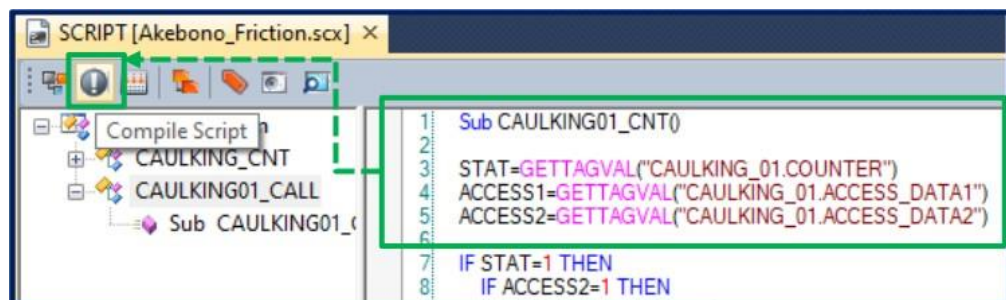 SCRIPT [Akebono_Friction.scx] ×
Compile Script
CAULKING_CNT
CAULKING01_CALL
Sub CAULKING01_
1 Sub CAULKING01_CNT()
2
3 STAT=GETTAGVAL("CAULKING_01.COUNTER")
4 ACCESS1=GETTAGVAL("CAULKING_01.ACCESS_DATA1")
5 ACCESS2=GETTAGVAL("CAULKING_01.ACCESS_DATA2")
6
7 IF STAT=1 THEN
8 IF ACCESS2=1 THEN